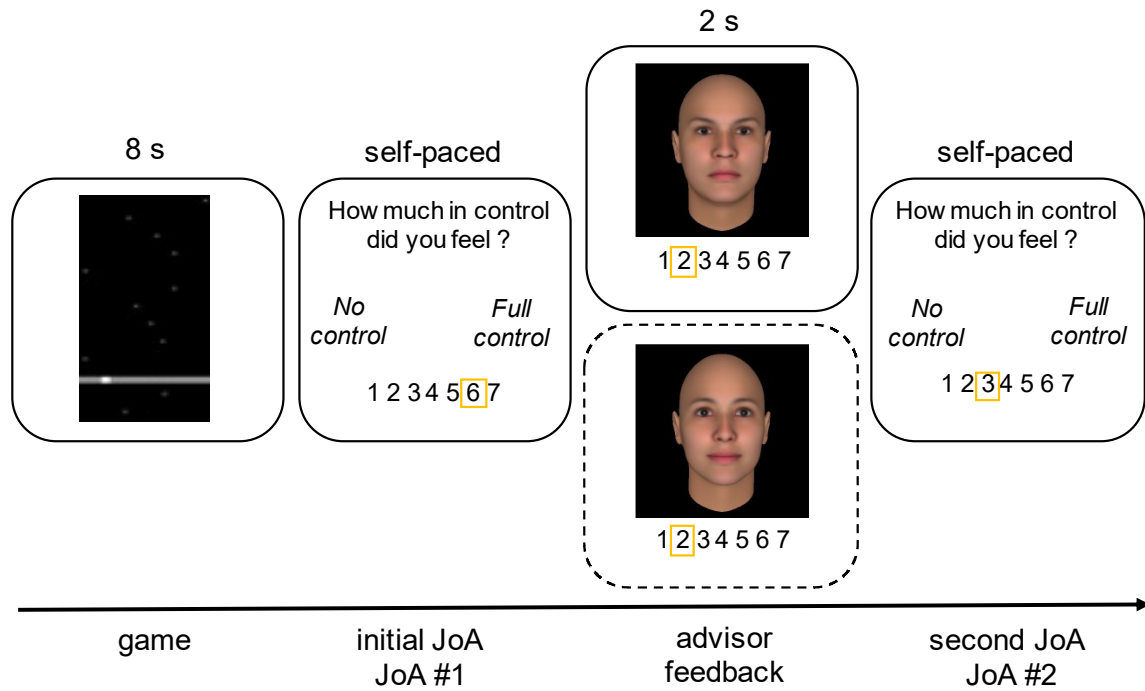 2 s
8 s
self-paced
self-paced
How much in control
did you feel ?
No
control
Full
control
1 2 3 4 5 6 7
1 2 3 4 5 6 7
1 2 3 4 5 6 7
How much in control
did you feel ?
No
control
Full
control
1 2 3 4 5 6 7
game
initial JoA
JoA #1
advisor
feedback
second JoA
JoA #2